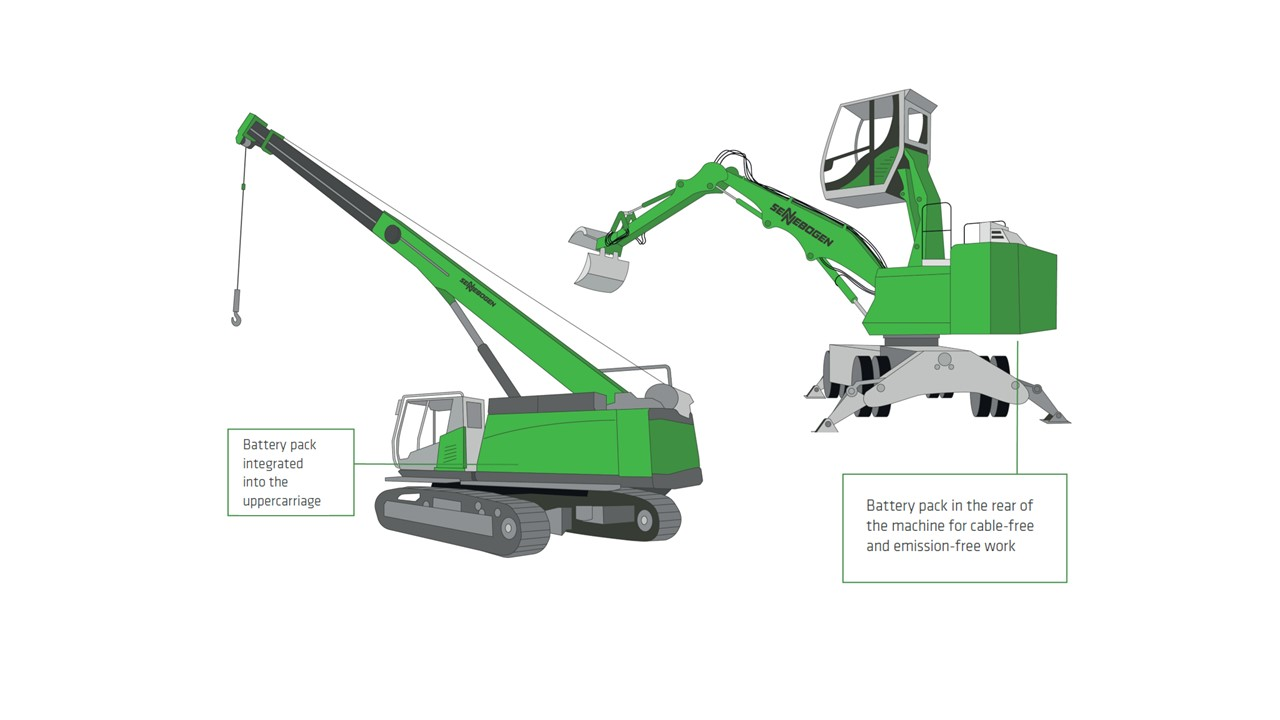 SENNEBOGEN
SENNEBOGEN
Battery pack
integrated
into the
uppercarriage
Battery pack in the rear of
the machine for cable-free
and emission-free work